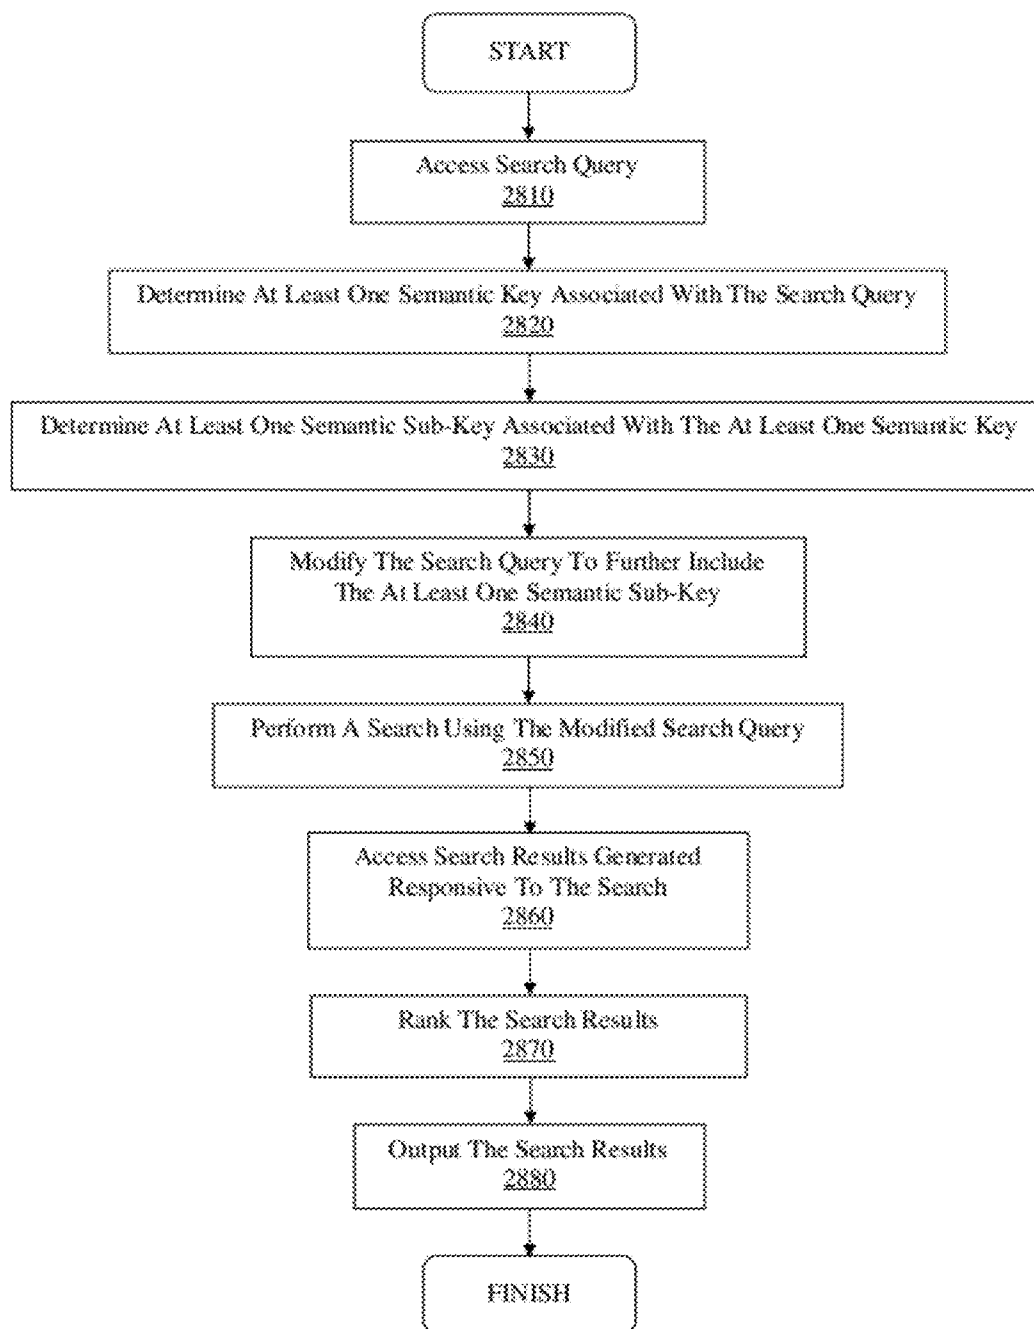 START
Access Search Query
2810
Determine At Least One Semantic Key Associated With The Search Query
2820
Determine At Least One Semantic Sub-Key Associated With The At Least One Semantic Key
2830
Modify The Search Query To Further Include
The At Least One Semantic Sub-Key
2840
Perform A Search Using The Modified Search Query
2850
Access Search Results Generated
Responsive To The Search
2860
Rank The Search Results
2870
Output The Search Results
2880
FINISH